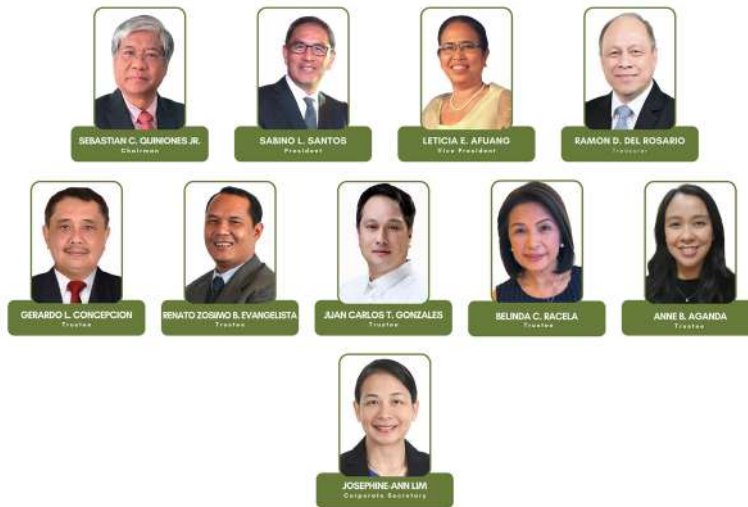 SEBASTIAN C. QUINIONES JR.
Chairman
SABINO L. SANTOS
President
LETICIA E. AFUANG
Vice President
RAMON D. DEL ROSARIO
Treasurer
GERARDO L. CONCEPCION
Trustee
RENATO ZOSIMO B. EVANGELISTA
Trustee
JUAN CARLOS T. GONZALES
Trustee
BELINDA C. RACELA
Trustee
ANNE B. AGANDA
Trustee
JOSEPHINE-ANN LIM
Corporate Secretary